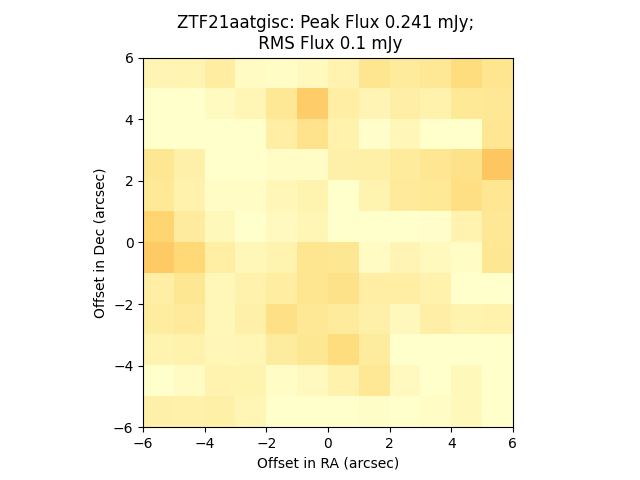 ZTF21aatgisc: Peak Flux 0.241 mJy;
RMS Flux 0.1 mJy
6
4
2
0
−2
−4
−6
Offset in Dec (arcsec)
−6 −4 −2 0 2 4 6
Offset in RA (arcsec)